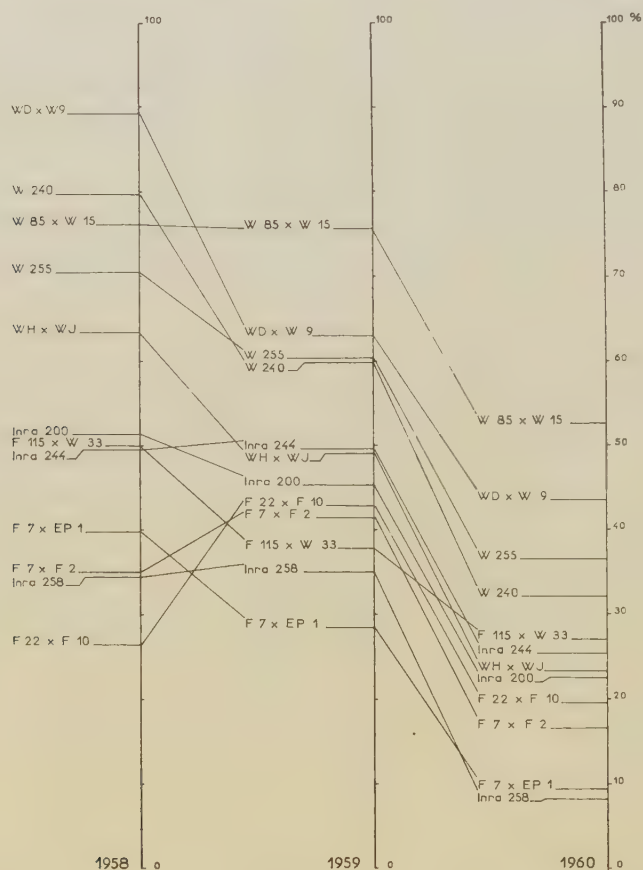 100
WD x W9
W 240
W 85 x W 15
W 255
WH x WJ
Inra 200
F 115 x W 33
Inra 244
F 7 x EP 1
F 7 x F 2
Inra 258
F 22 x F 10
1958
0
100
W 85 x W 15
WD x W 9
W 255
W 240
Inra 244
WH x WJ
Inra 200
F 22 x F 10
F 7 x F 2
F 115 x W 33
Inra 258
F 7 x EP 1
1959
0
100 %
90
80
70
60
50
40
30
20
10
W 85 x W 15
WD x W 9
W 255
W 240
F 115 x W 33
Inra 244
WH x WJ
Inra 200
F 22 x F 10
F 7 x F 2
F 7 x EP 1
Inra 258
1960
0